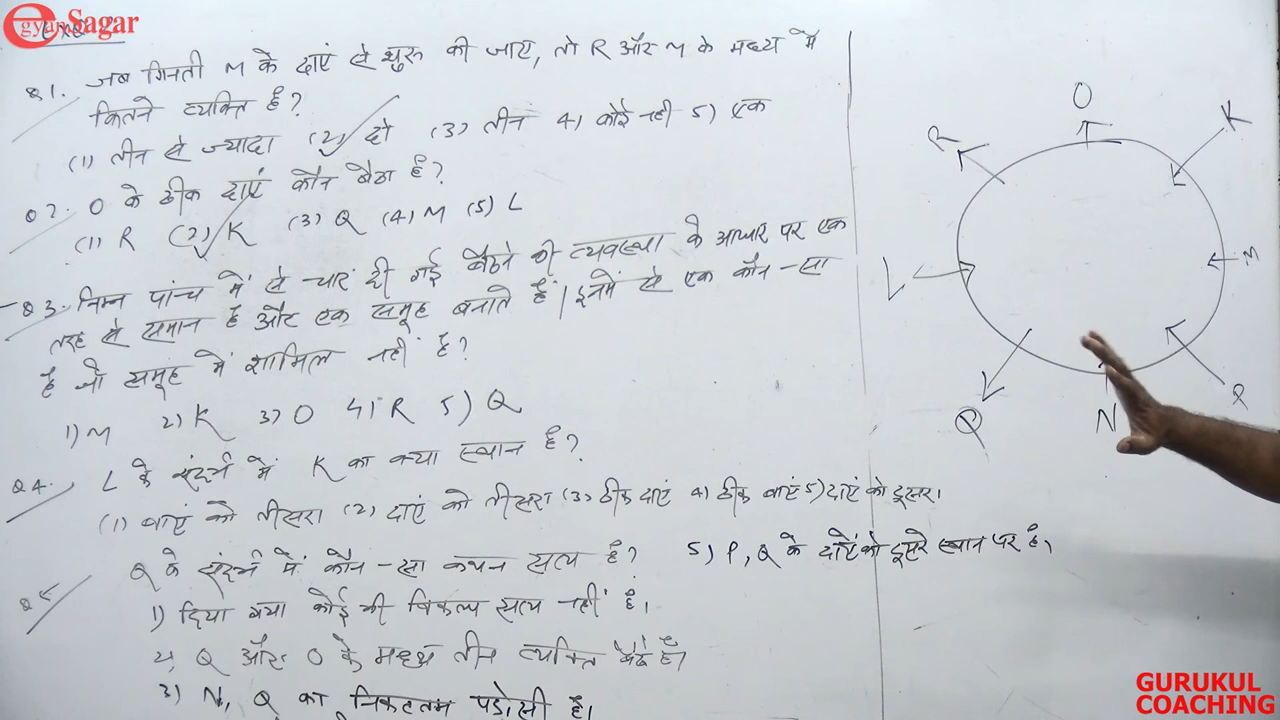 egyan Sagar
Q1. जब गिनती M के दाएं से शुरू की जाए, तो R और M के मध्य में
कितने व्यक्ति हैं?
(1) तीन से ज्यादा (2) दो (3) तीन 4) कोई नहीं 5) एक
Q2. O के ठीक दाएं कौन बैठा है?
(1) R (2) K (3) Q (4) M (5) L
Q3. निम्न पांच में से चार दी गई बैठने की व्यवस्था के आधार पर एक
तरह से समान है और एक समूह बनाते हैं। इनमें से एक कौन-सा
है जो समूह में शामिल नहीं है?
1) M 2) K 3) O 4) R 5) Q
Q4. L के संदर्भ में K का क्या स्थान है?
(1) बाएं को तीसरा (2) दाएं को तीसरा (3) ठीक दाएं 4) ठीक बाएं 5) दाएं को दूसरा।
Q5. Q के संदर्भ में कौन-सा कथन सत्य है? 5) P, Q के दाएं को दूसरे स्थान पर है।
1) दिया गया कोई भी विकल्प सत्य नहीं है।
2) Q और O के मध्य तीन व्यक्ति बैठे हैं।
3) N, Q का निकटतम पड़ोसी है।
O
R
K
L
M
Q
N
P
GURUKUL
COACHING